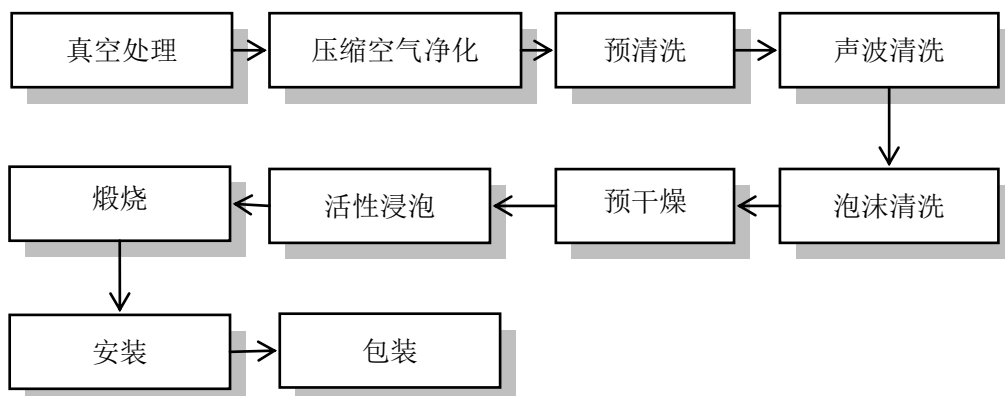 真空处理
压缩空气净化
预清洗
声波清洗
泡沫清洗
预干燥
活性浸泡
煅烧
安装
包装